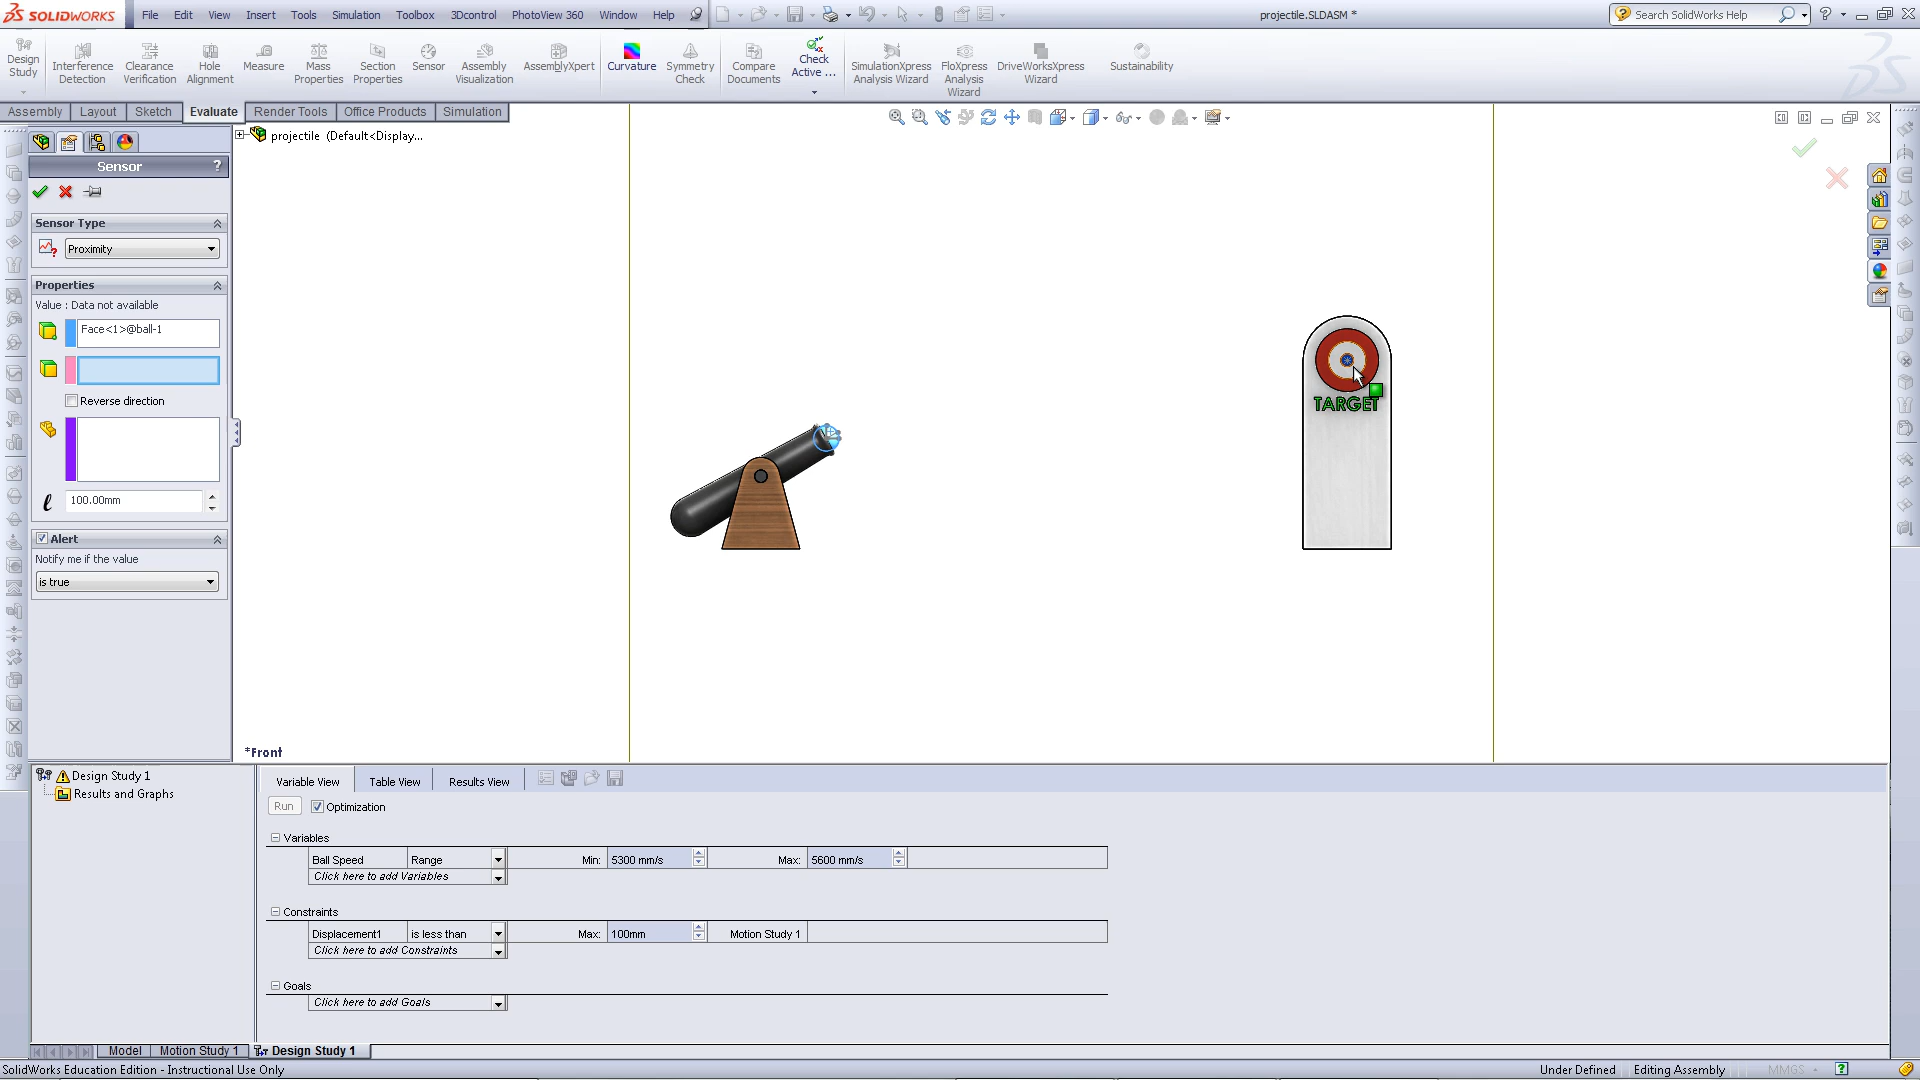 SOLIDWORKS
File Edit View Insert Tools Simulation Toolbox 3Dcontrol PhotoView 360 Window Help
projectile.SLDASM *
Search SolidWorks Help
Design Study
Interference Detection
Clearance Verification
Hole Alignment
Measure
Mass Properties
Section Properties
Sensor
Assembly Visualization
AssemblyXpert
Curvature
Symmetry Check
Compare Documents
Check Active ...
SimulationXpress Analysis Wizard
FloXpress Analysis Wizard
DriveWorksXpress Wizard
Sustainability
Assembly Layout Sketch Evaluate Render Tools Office Products Simulation
projectile (Default<Display...
Sensor ?
Sensor Type
Proximity
Properties
Value : Data not available
Face<1>@ball-1
Reverse direction
100.00mm
Alert
Notify me if the value
is true
TARGET
*Front
Design Study 1
Results and Graphs
Variable View Table View Results View
Run Optimization
Variables
Ball Speed Range Min: 5300 mm/s Max: 5600 mm/s
Click here to add Variables
Constraints
Displacement1 is less than Max: 100mm Motion Study 1
Click here to add Constraints
Goals
Click here to add Goals
Model Motion Study 1 Design Study 1
SolidWorks Education Edition - Instructional Use Only
Under Defined Editing Assembly MMGS